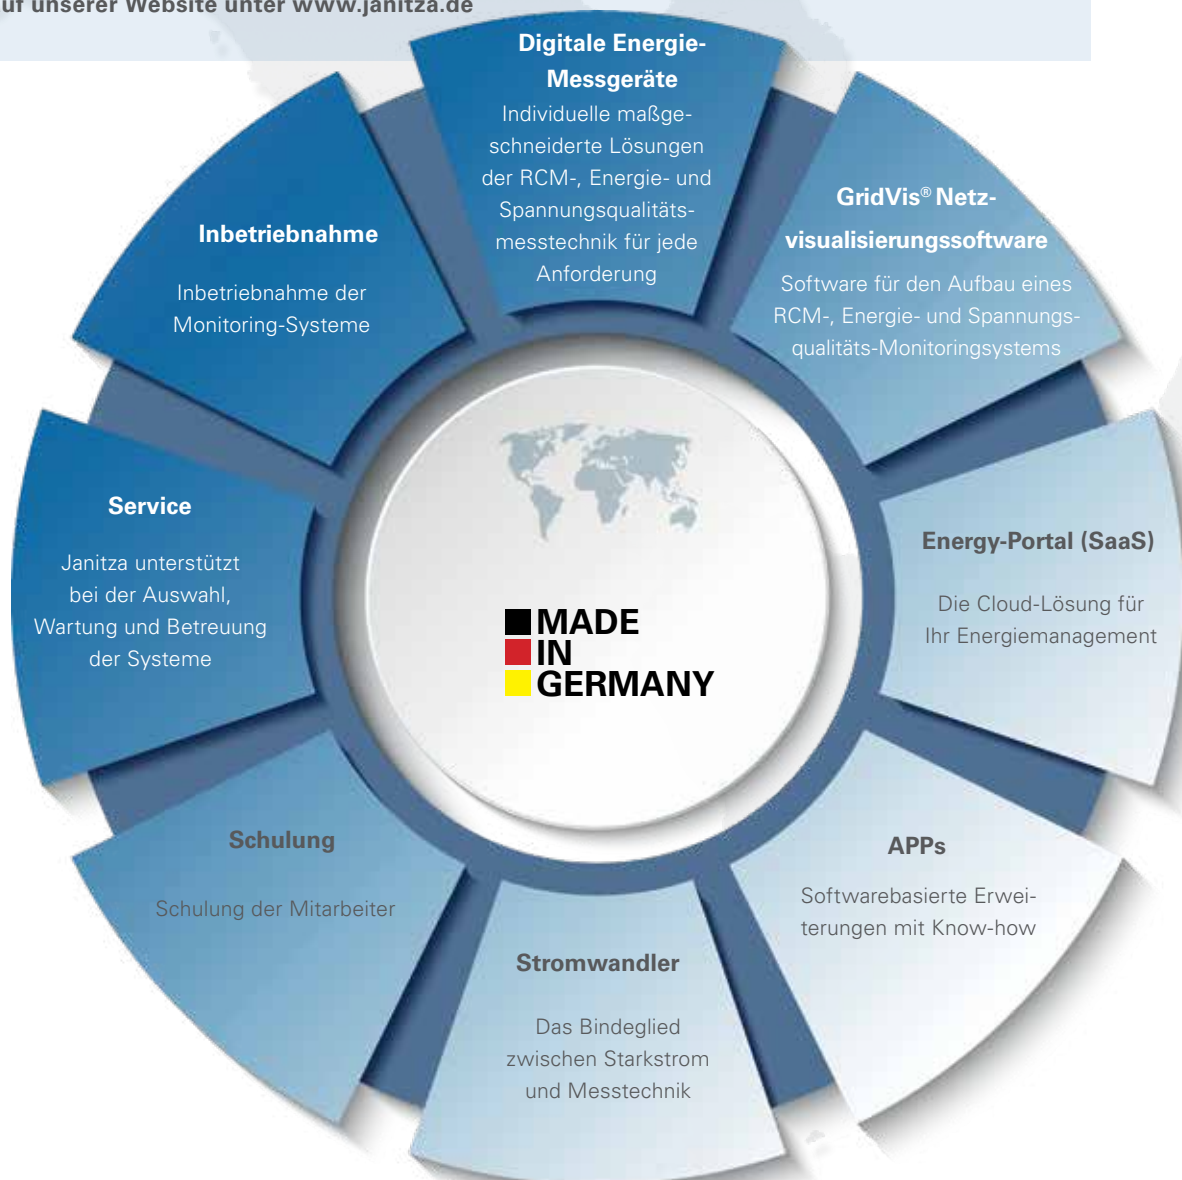 auf unserer Website unter www.janitza.de
Digitale Energie-
Messgeräte
Individuelle maßge-
schneiderte Lösungen
der RCM-, Energie- und
Spannungsqualitäts-
messtechnik für jede
Anforderung
GridVis® Netz-
visualisierungssoftware
Software für den Aufbau eines
RCM-, Energie- und Spannungs-
qualitäts-Monitoringsystems
Energy-Portal (SaaS)
Die Cloud-Lösung für
Ihr Energiemanagement
APPs
Softwarebasierte Erwei-
terungen mit Know-how
Stromwandler
Das Bindeglied
zwischen Starkstrom
und Messtechnik
Schulung
Schulung der Mitarbeiter
Service
Janitza unterstützt
bei der Auswahl,
Wartung und Betreuung
der Systeme
Inbetriebnahme
Inbetriebnahme der
Monitoring-Systeme
MADE
IN
GERMANY